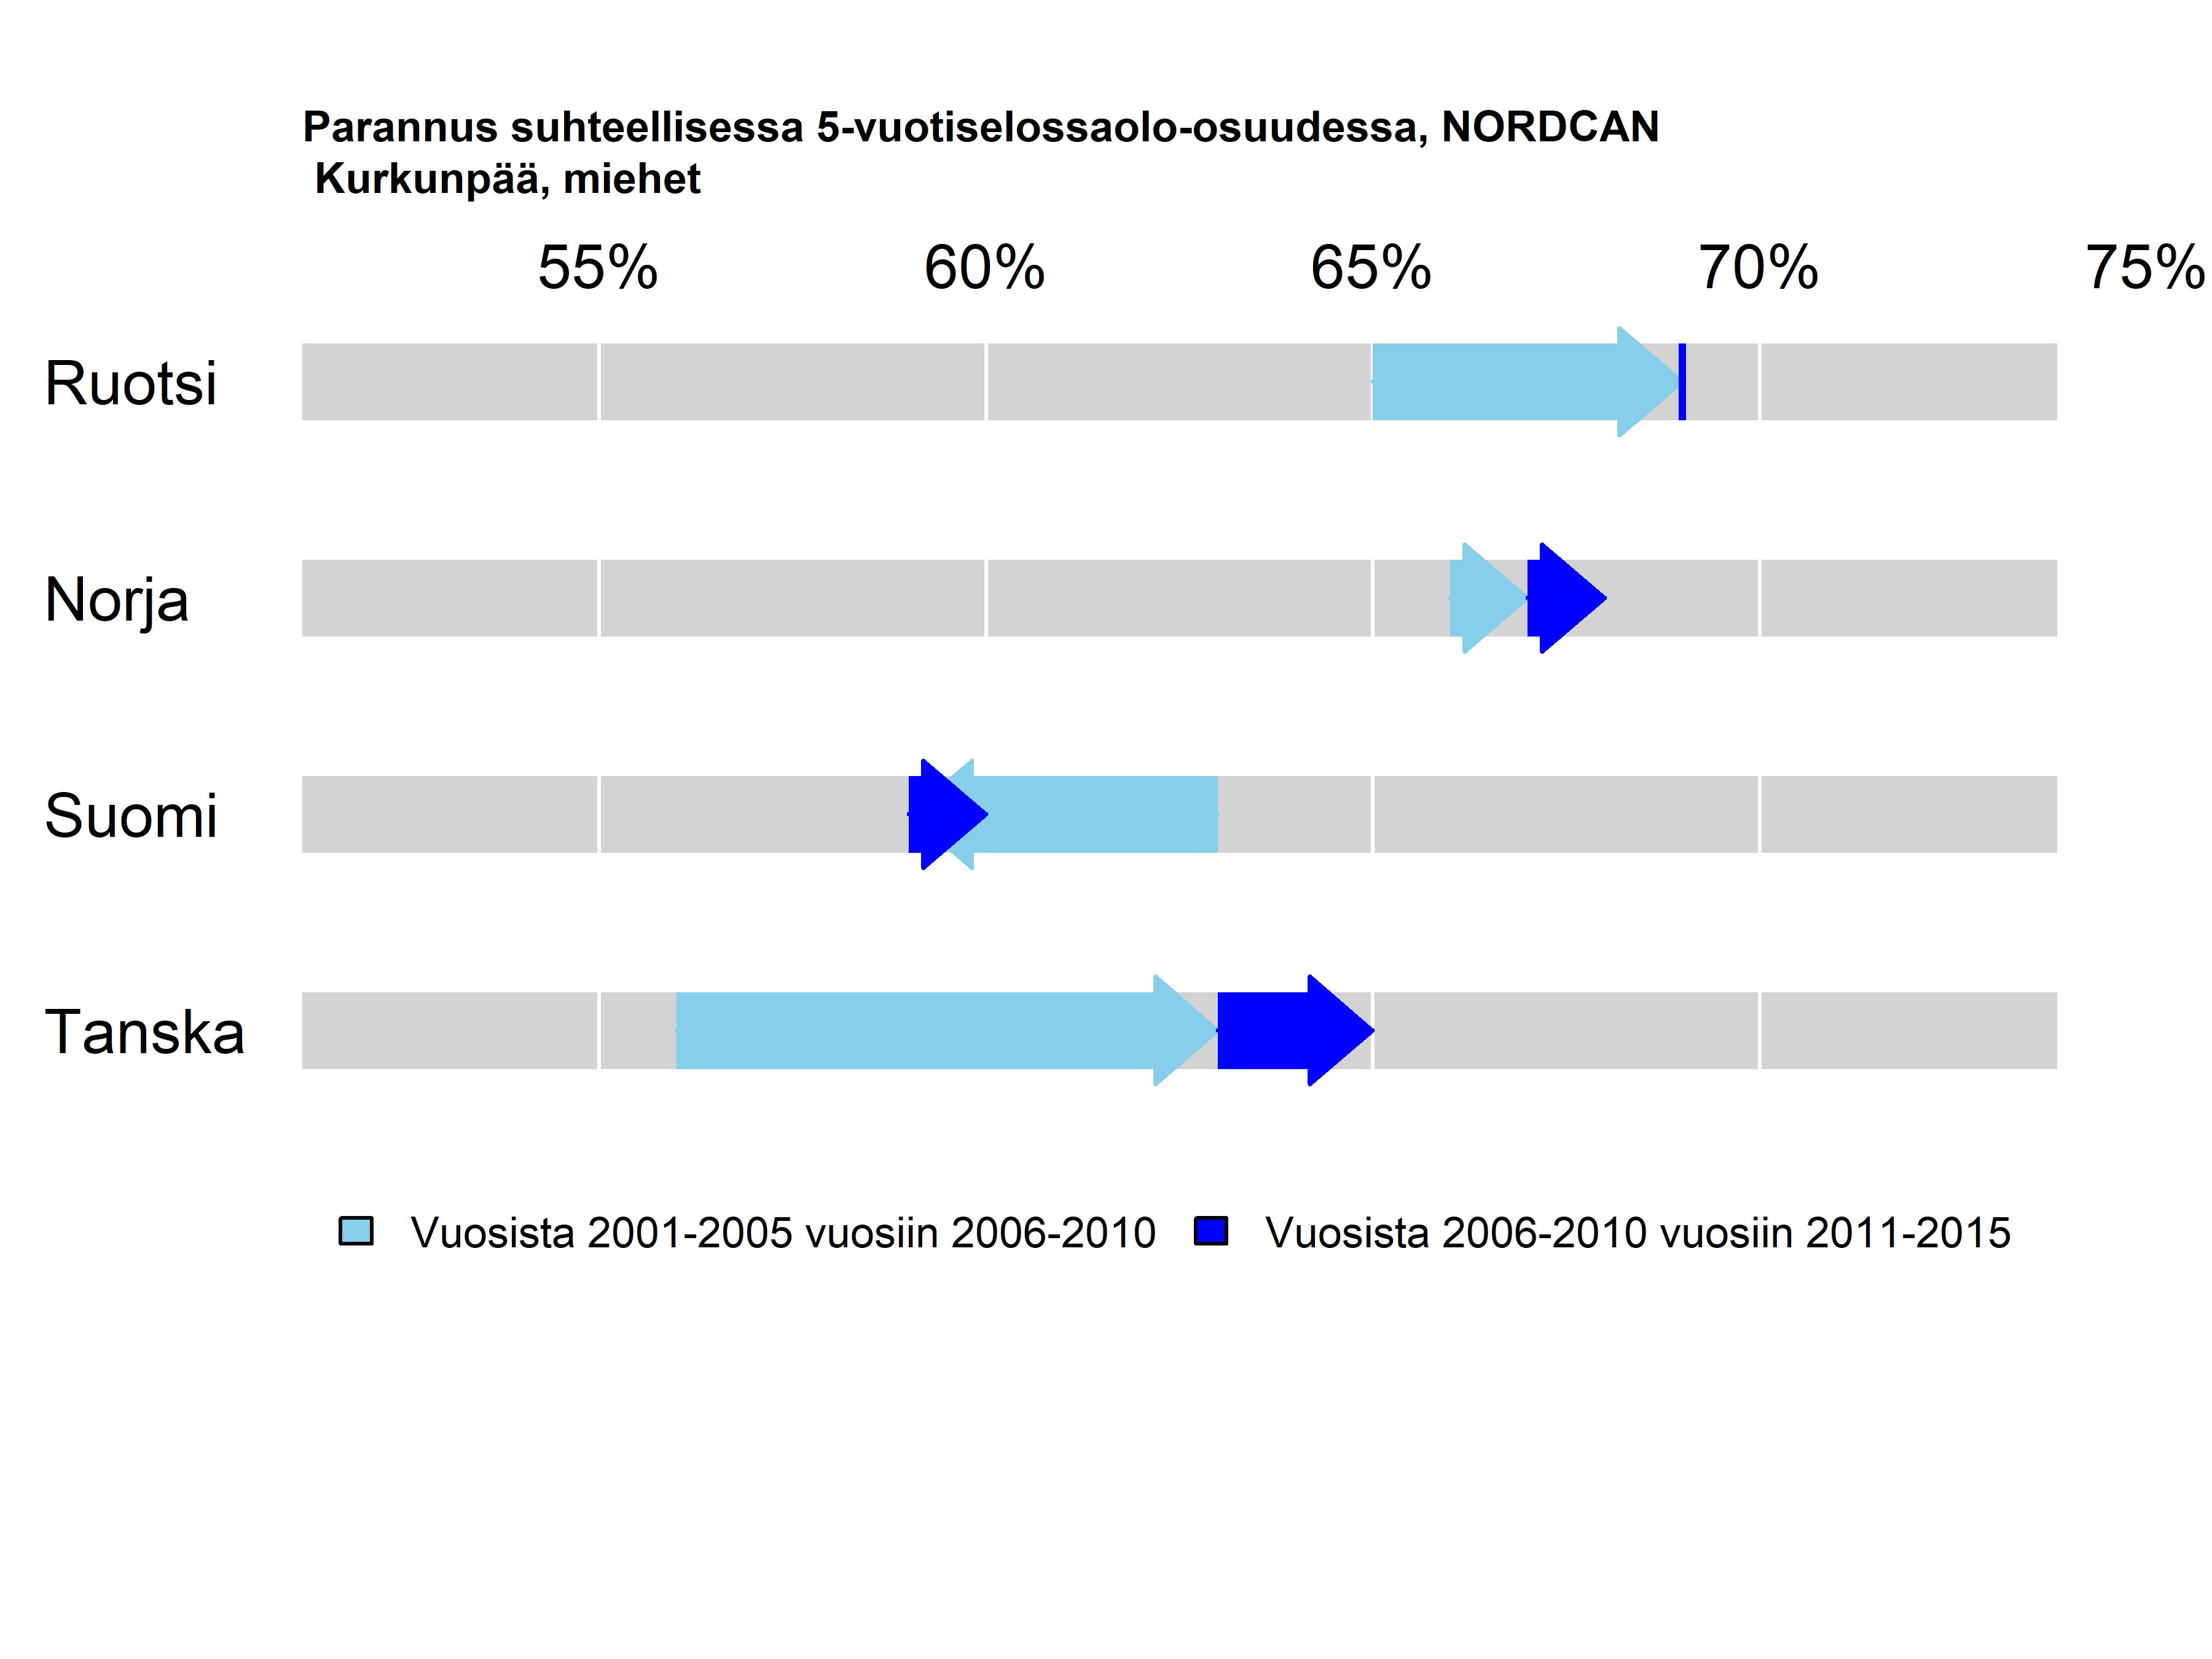 Parannus suhteellisessa 5-vuotiselossaolo-osuudessa, NORDCAN
Kurkunpää, miehet
55% 60% 65% 70% 75%
Ruotsi
Norja
Suomi
Tanska
Vuosista 2001-2005 vuosiin 2006-2010 Vuosista 2006-2010 vuosiin 2011-2015